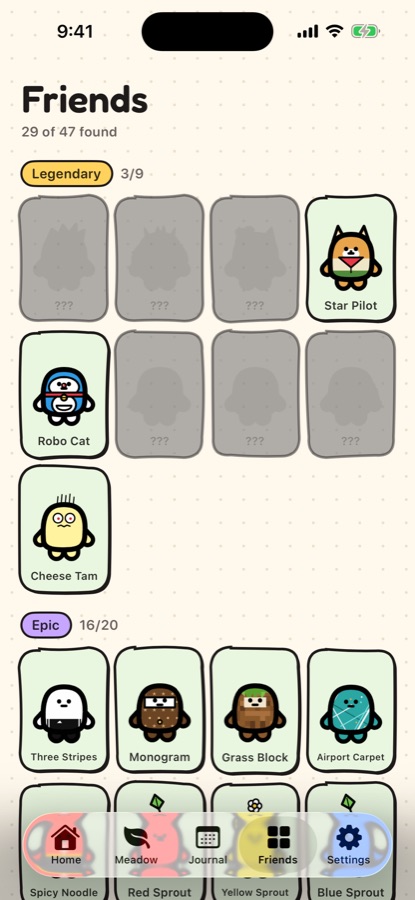 9:41
Friends
29 of 47 found
Legendary 3/9
??? ??? ??? Star Pilot
Robo Cat ??? ??? ???
Cheese Tam
Epic 16/20
Three Stripes Monogram Grass Block Airport Carpet
Home Meadow Journal Friends Settings
Spicy Noodle Red Sprout Yellow Sprout Blue Sprout